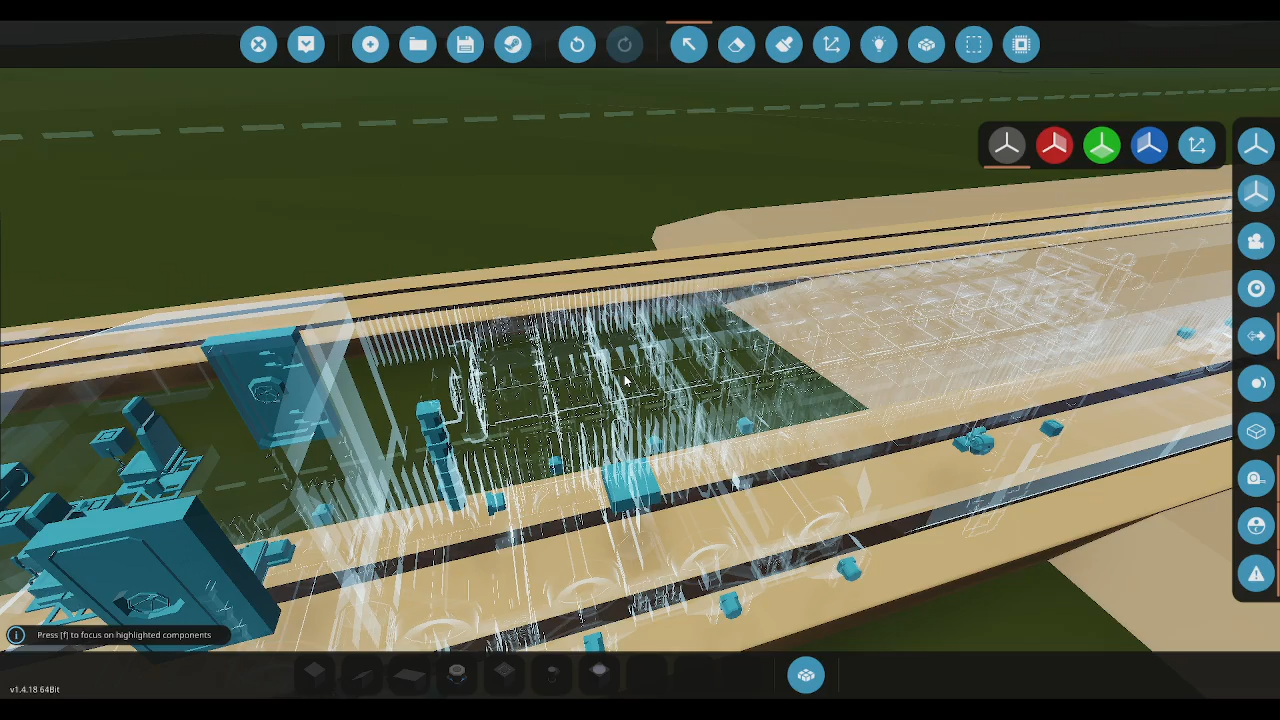 Press [f] to focus on highlighted components
v1.4.18 64Bit